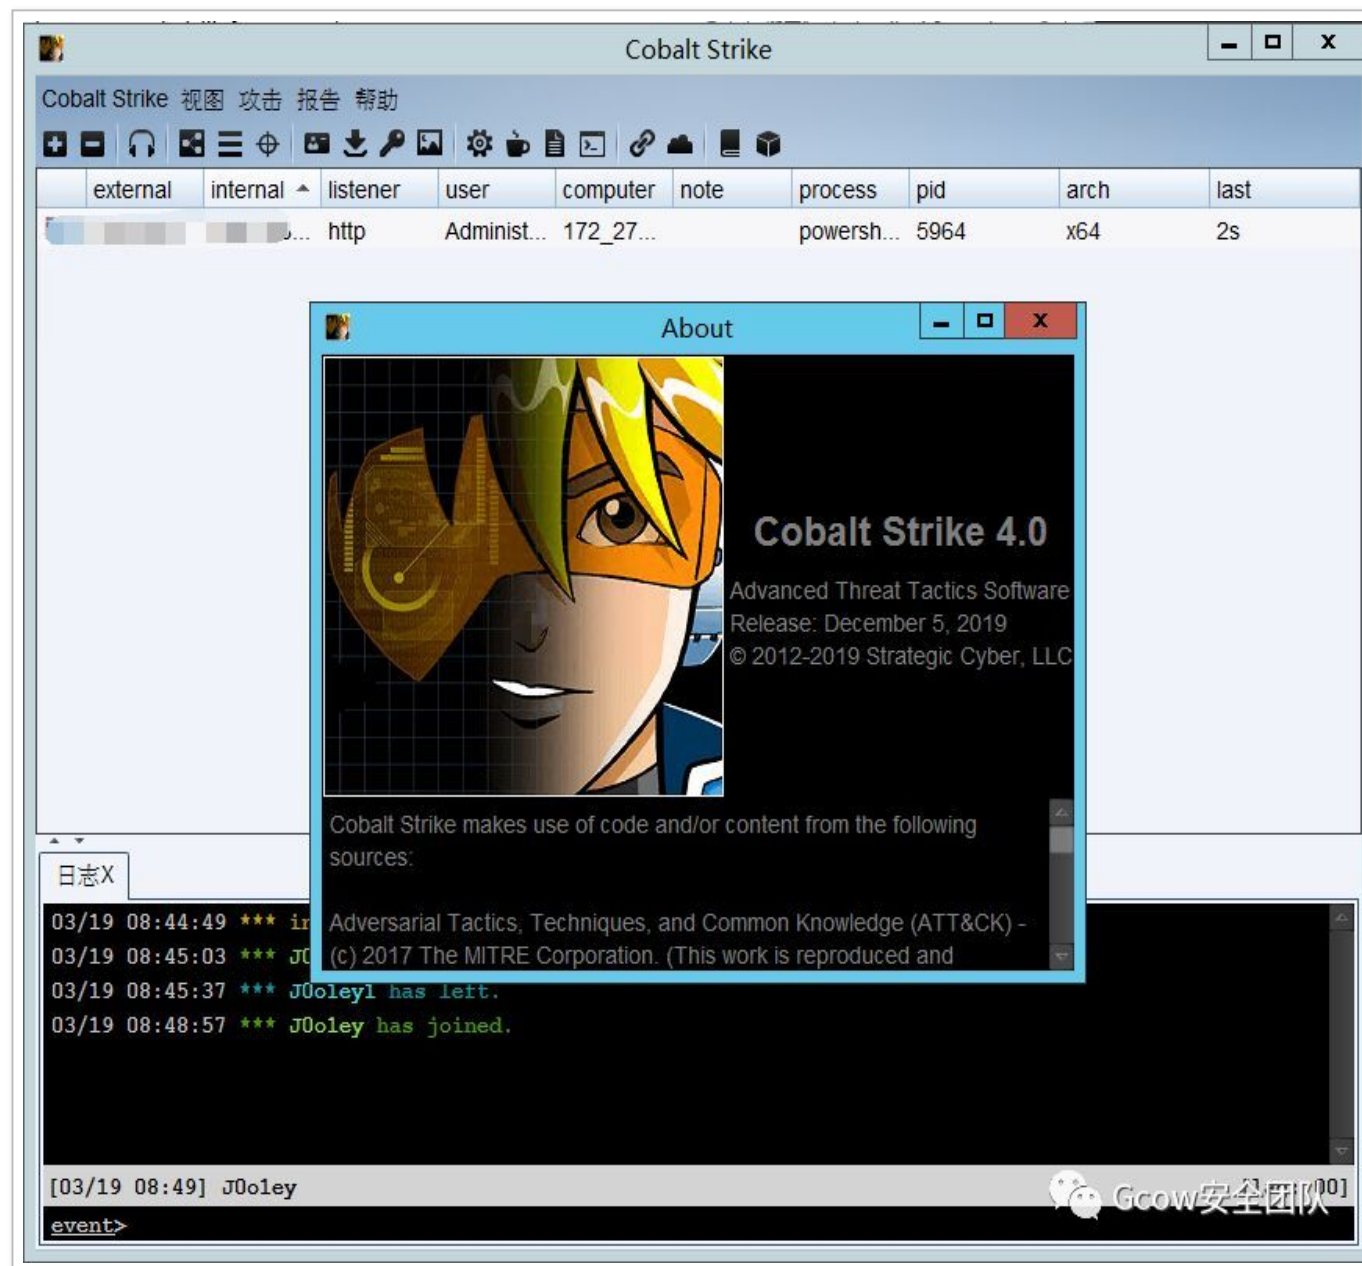 Cobalt Strike
Cobalt Strike 视图 攻击 报告 帮助
external internal listener user computer note process pid arch last
http Administ... 172_27... powersh... 5964 x64 2s
About
Cobalt Strike 4.0
Advanced Threat Tactics Software
Release: December 5, 2019
© 2012-2019 Strategic Cyber, LLC
Cobalt Strike makes use of code and/or content from the following
sources:
Adversarial Tactics, Techniques, and Common Knowledge (ATT&CK) -
(c) 2017 The MITRE Corporation. (This work is reproduced and
日志X
03/19 08:44:49 ***
03/19 08:45:03 ***
03/19 08:45:37 *** J0oley1 has left.
03/19 08:48:57 *** J0oley has joined.
[03/19 08:49] J0oley 00]
event>
Gcow安全团队